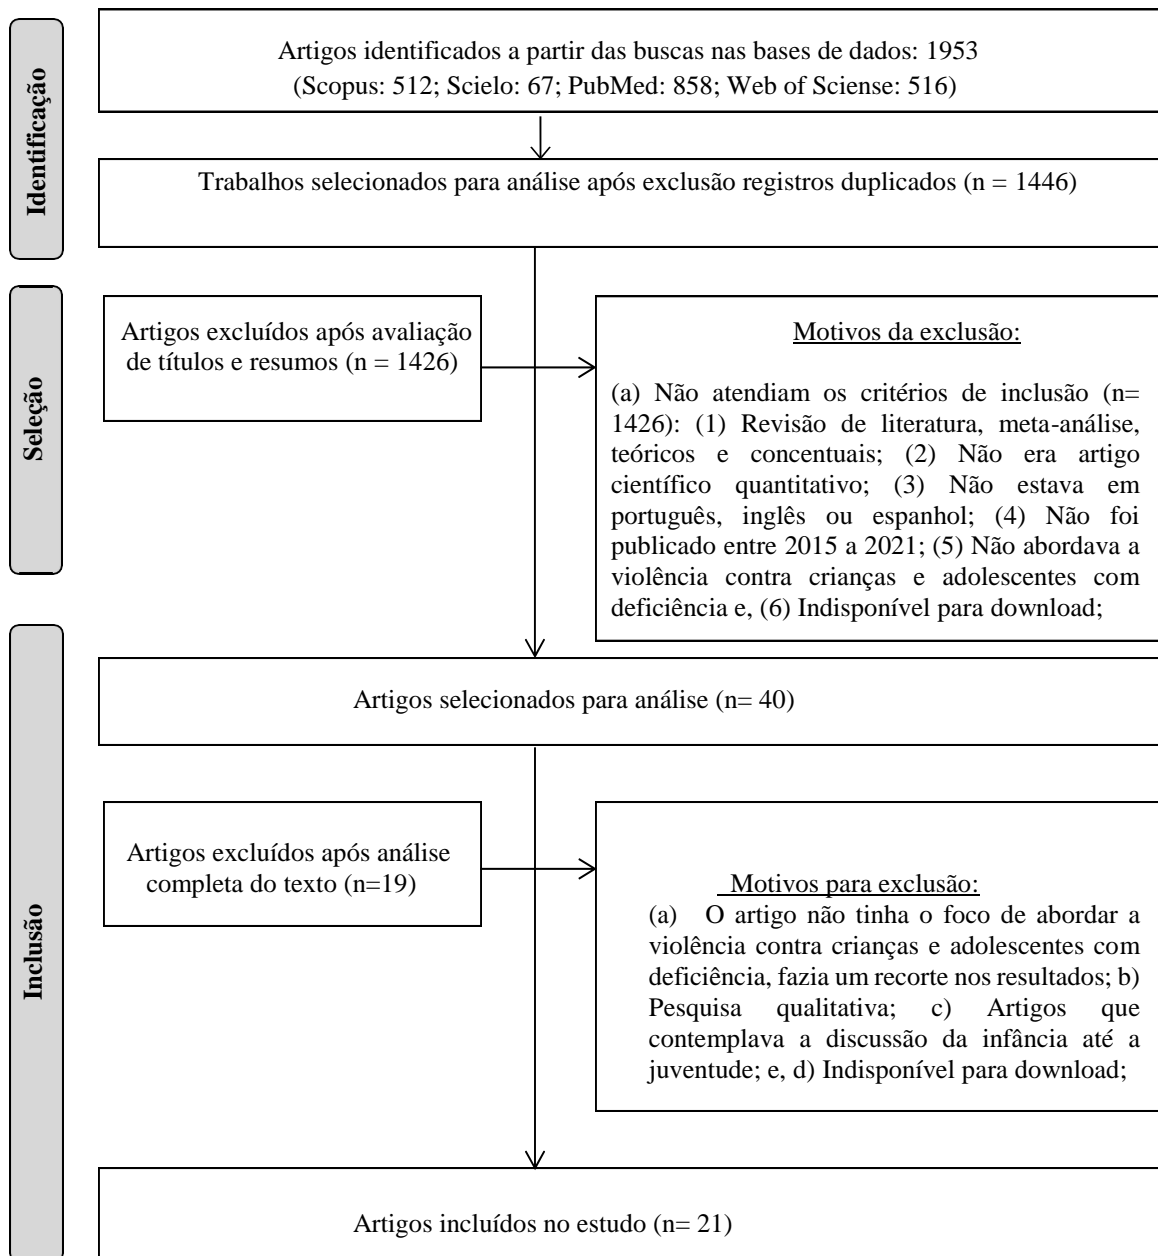 Identificação
Artigos identificados a partir das buscas nas bases de dados: 1953
(Scopus: 512; Scielo: 67; PubMed: 858; Web of Sciense: 516)
Trabalhos selecionados para análise após exclusão registros duplicados (n = 1446)
Seleção
Artigos excluídos após avaliação
de títulos e resumos (n = 1426)
Motivos da exclusão:
(a) Não atendiam os critérios de inclusão (n=
1426): (1) Revisão de literatura, meta-análise,
teóricos e concentuais; (2) Não era artigo
científico quantitativo; (3) Não estava em
português, inglês ou espanhol; (4) Não foi
publicado entre 2015 a 2021; (5) Não abordava a
violência contra crianças e adolescentes com
deficiência e, (6) Indisponível para download;
Inclusão
Artigos selecionados para análise (n= 40)
Artigos excluídos após análise
completa do texto (n=19)
Motivos para exclusão:
(a) O artigo não tinha o foco de abordar a
violência contra crianças e adolescentes com
deficiência, fazia um recorte nos resultados; b)
Pesquisa qualitativa; c) Artigos que
contemplava a discussão da infância até a
juventude; e, d) Indisponível para download;
Artigos incluídos no estudo (n= 21)